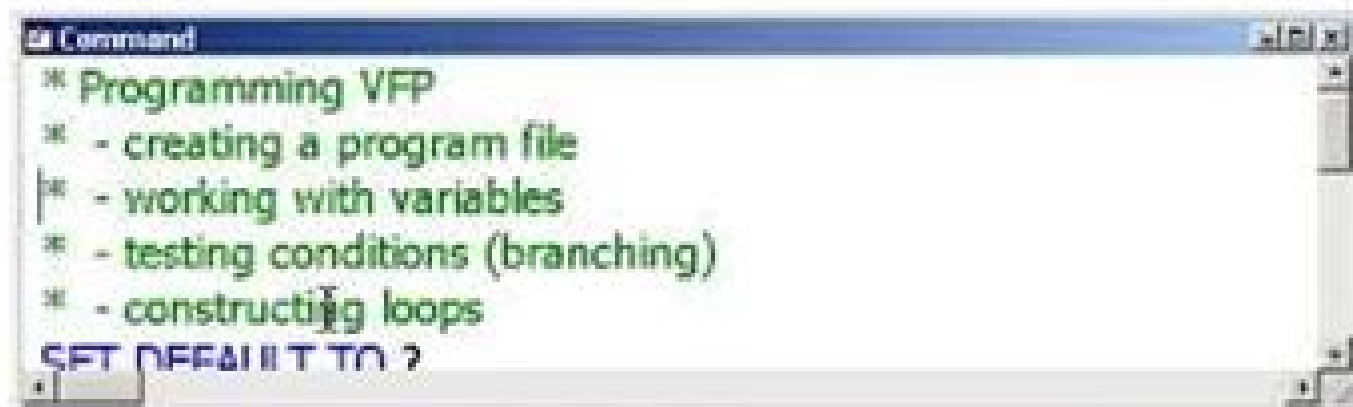 Command
* Programming VFP
* - creating a program file
* - working with variables
* - testing conditions (branching)
* - constructing loops
SET DEFAULT TO ?